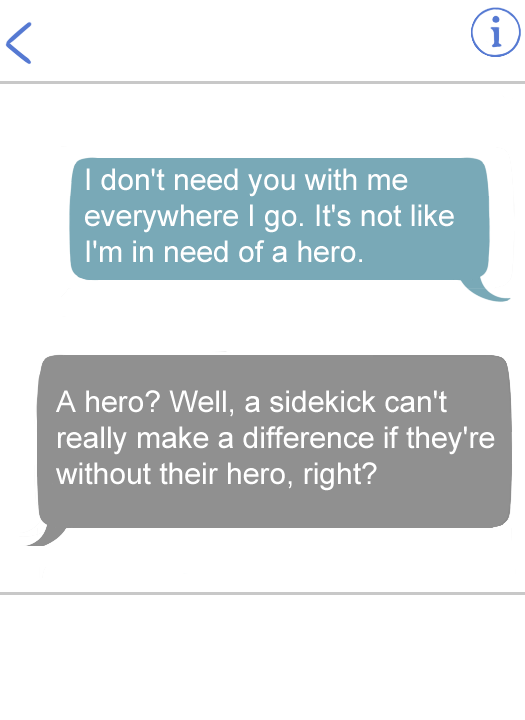 I don't need you with me
everywhere I go. It's not like
I'm in need of a hero.
A hero? Well, a sidekick can't
really make a difference if they're
without their hero, right?